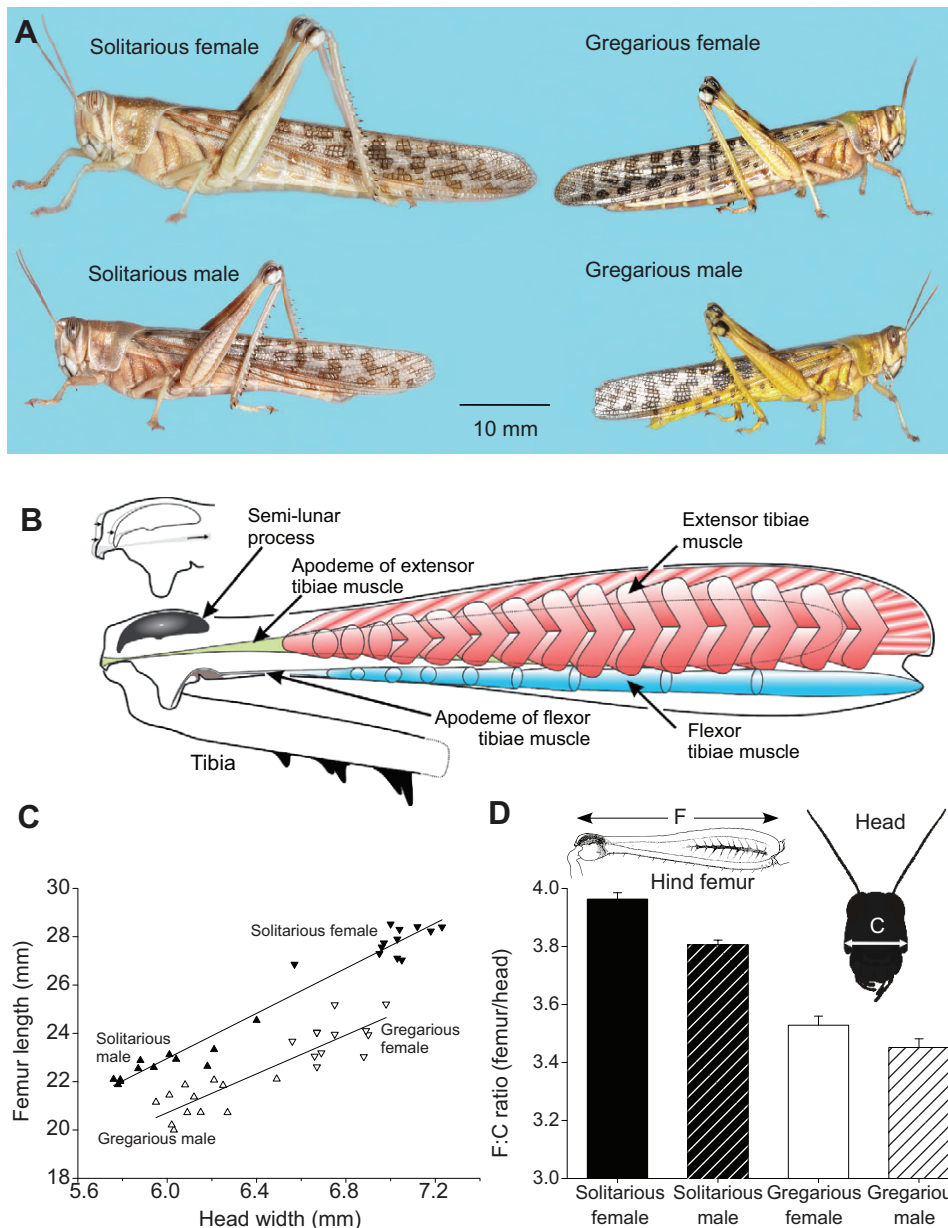 A
Solitarious female
Gregarious female
Solitarious male
Gregarious male
10 mm
B
Semi-lunar
process
Apodeme of extensor
tibiae muscle
Extensor tibiae
muscle
Apodeme of flexor
tibiae muscle
Flexor
tibiae muscle
Tibia
C
Femur length (mm)
30
28
26
24
22
20
18
5.6
6.0
6.4
6.8
7.2
Head width (mm)
Solitarious female
Solitarious
male
Gregarious
female
Gregarious male
D
F
Hind femur
Head
C
F:C ratio (femur/head)
4.0
3.8
3.6
3.4
3.2
3.0
Solitarious
female
Solitarious
male
Gregarious
female
Gregariou
male